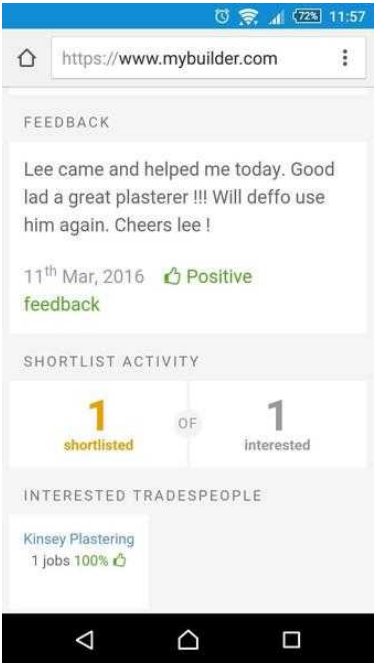 72% 11:57
https://www.mybuilder.com
FEEDBACK
Lee came and helped me today. Good
lad a great plasterer !!! Will deffo use
him again. Cheers lee !
11th Mar, 2016 Positive
feedback
SHORTLIST ACTIVITY
1 OF 1
shortlisted interested
INTERESTED TRADESPEOPLE
Kinsey Plastering
1 jobs 100%